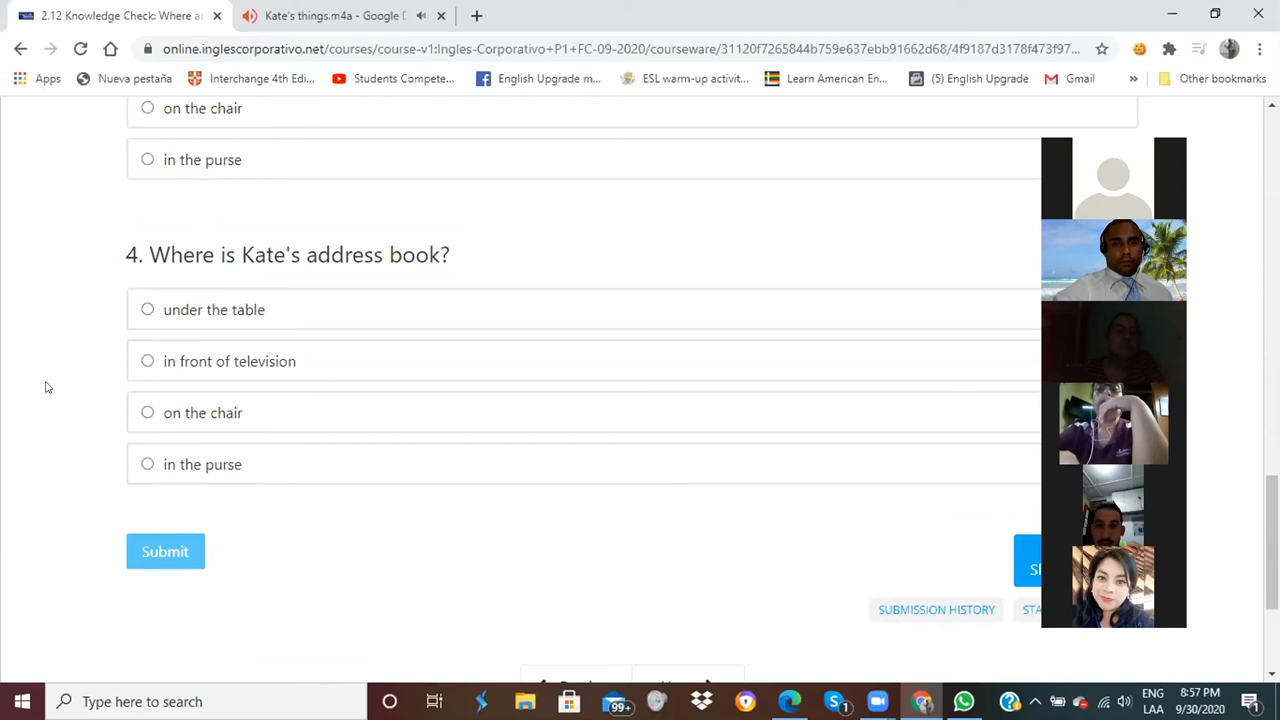 2.12 Knowledge Check: Where ar
Kate's things.m4a - Google D
online.inglescorporativo.net/courses/course-v1:Ingles-Corporativo+P1+FC-09-2020/courseware/31120f7265844b759e637ebb91662d68/4f9187d3178f473f97...
Apps
Nueva pestaña
Interchange 4th Edi...
Students Compete...
English Upgrade m...
ESL warm-up activit...
Learn American En...
(5) English Upgrade
Gmail
»
Other bookmarks
on the chair
in the purse
4. Where is Kate's address book?
under the table
in front of television
on the chair
in the purse
Submit
SUBMISSION HISTORY
STA
Type here to search
99+
1
ENG
LAA
8:57 PM
9/30/2020
1